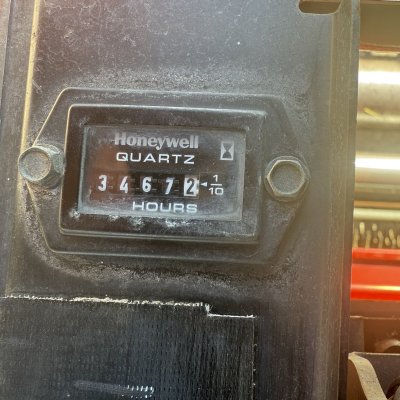 Honeywell
QUARTZ
3 4 6 7 2 ◄ 1/10
HOURS